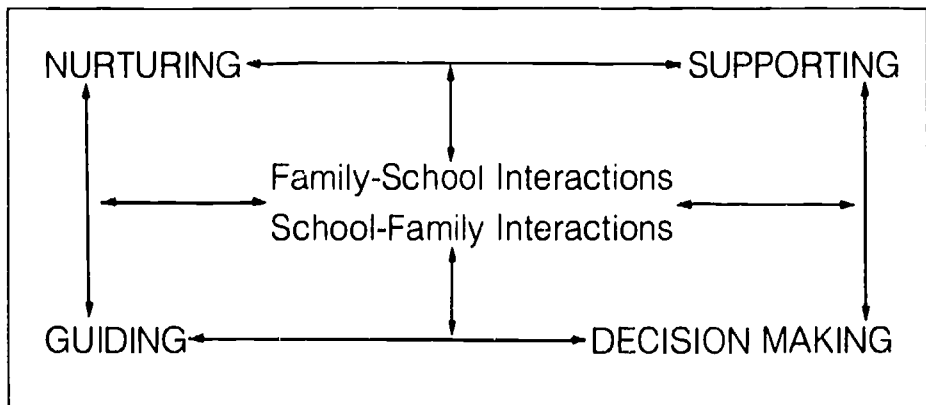 NURTURING SUPPORTING
Family-School Interactions
School-Family Interactions
GUIDING DECISION MAKING